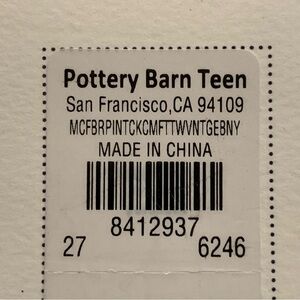 Pottery Barn Teen
San Francisco,CA 94109
MCFBRPINTCKCMFTTWVNTGEBNY
MADE IN CHINA
8412937
27 6246